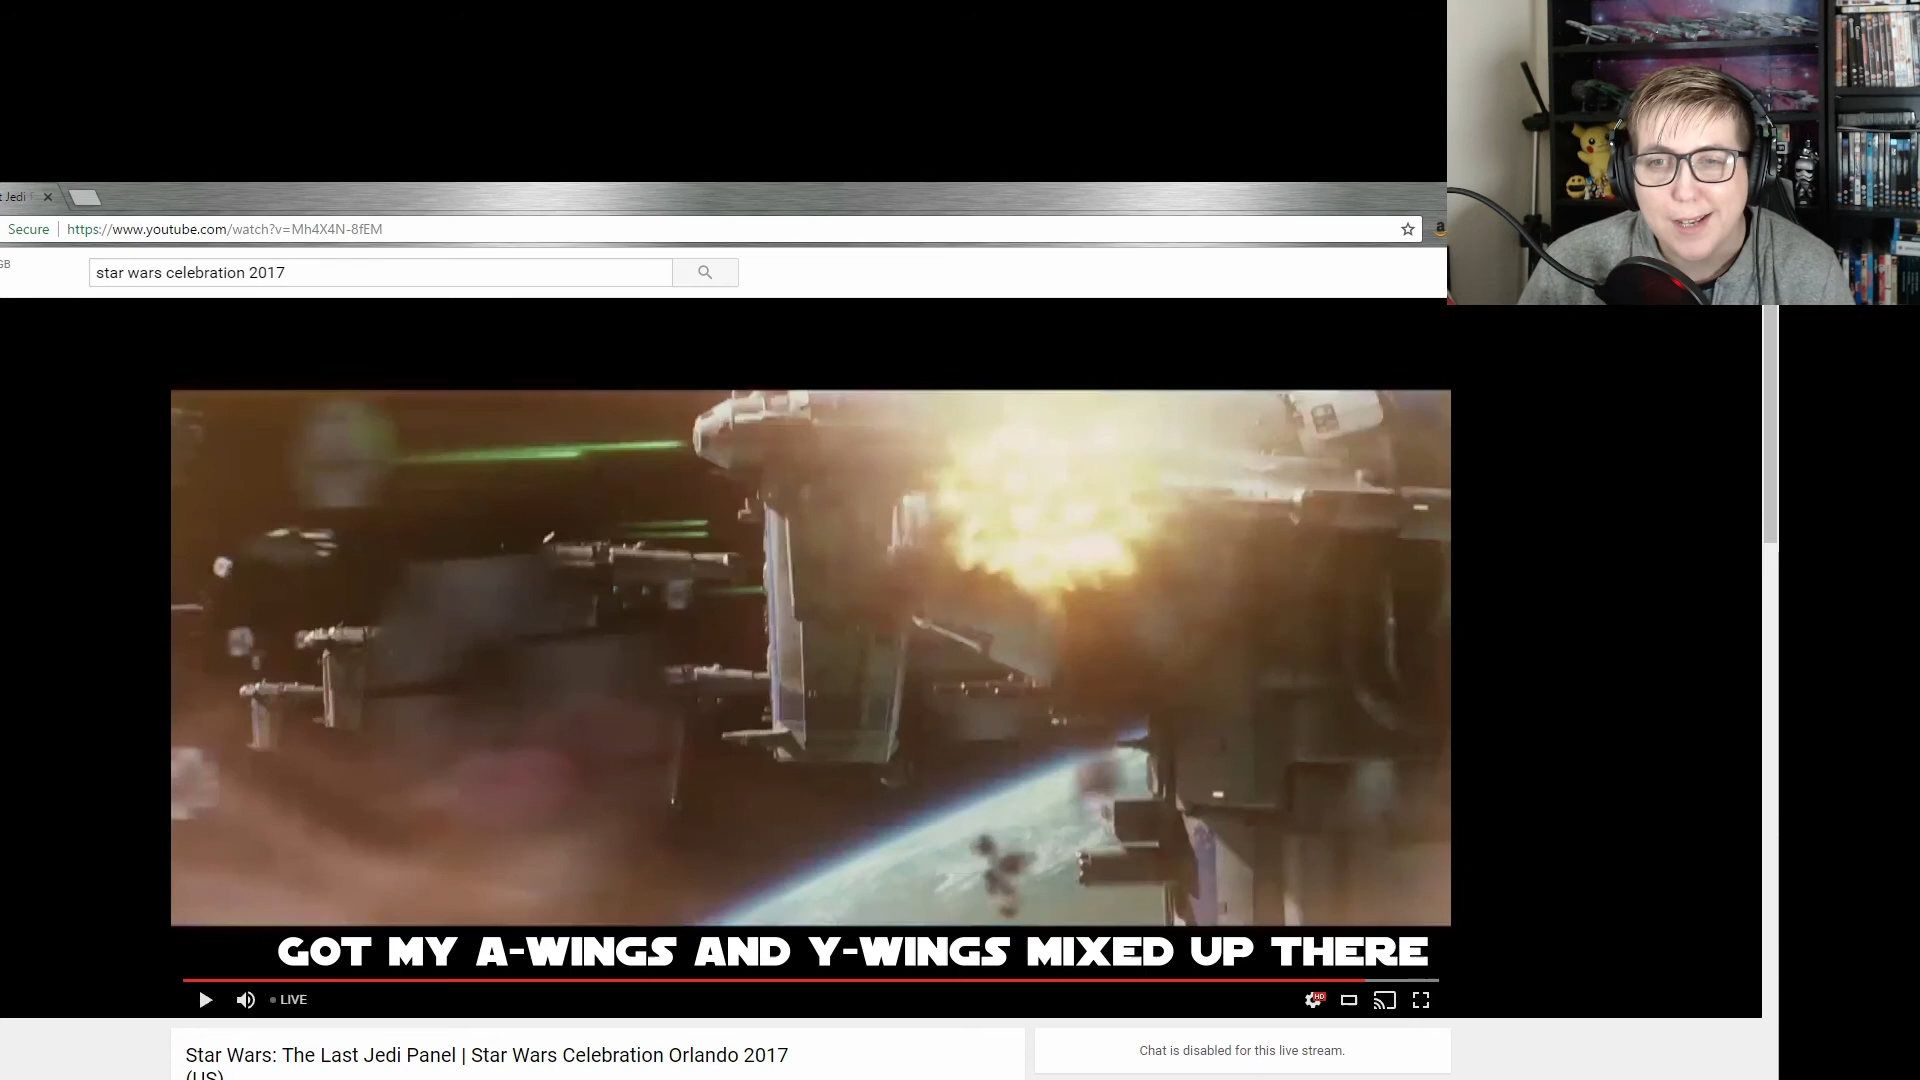 t Jedi
Secure
https://www.youtube.com/watch?v=Mh4X4N-8fEM
GB
star wars celebration 2017
GOT MY A-WINGS AND Y-WINGS MIXED UP THERE
LIVE
HD
Star Wars: The Last Jedi Panel | Star Wars Celebration Orlando 2017
(US)
Chat is disabled for this live stream.